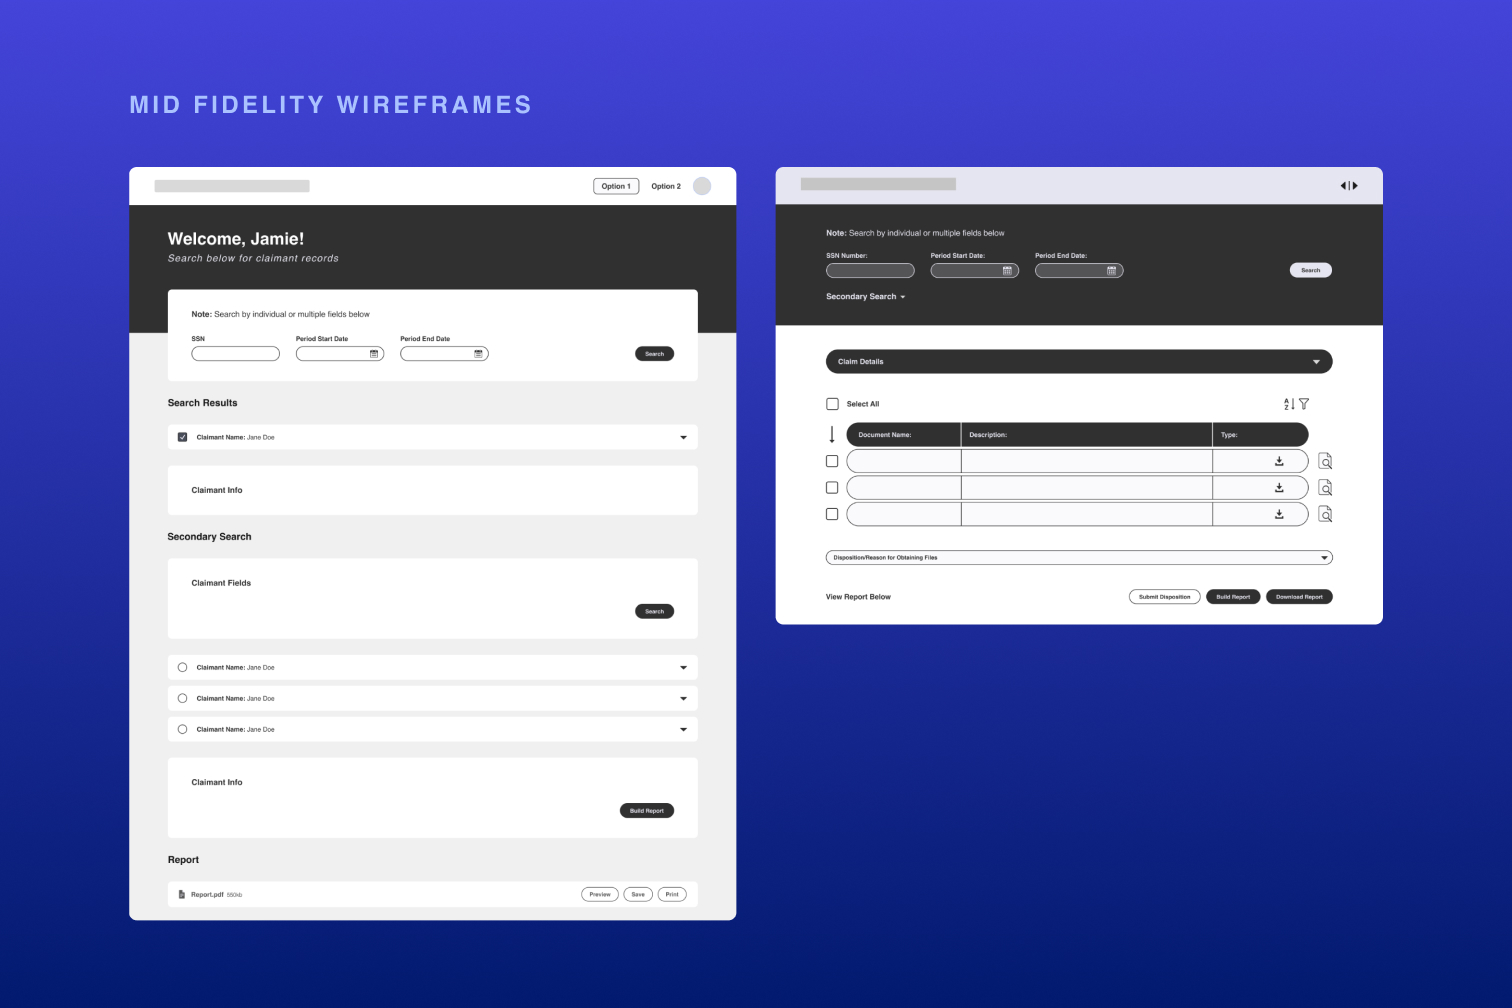 MID FIDELITY WIREFRAMES
Option 1
Option 2
Welcome, Jamie!
Search below for claimant records
Note: Search by individual or multiple fields below
SSN
Period Start Date
Period End Date
Search
Search Results
Claimant Name: Jane Doe
Claimant Info
Secondary Search
Claimant Fields
Search
Claimant Name: Jane Doe
Claimant Name: Jane Doe
Claimant Name: Jane Doe
Claimant Info
Build Report
Report
Report.pdf 550kb
Preview
Save
Print
Note: Search by individual or multiple fields below
SSN Number:
Period Start Date:
Period End Date:
Search
Secondary Search
Claim Details
Select All
A
Z
Document Name:
Description:
Type:
Disposition/Reason for Obtaining Files
View Report Below
Submit Disposition
Build Report
Download Report